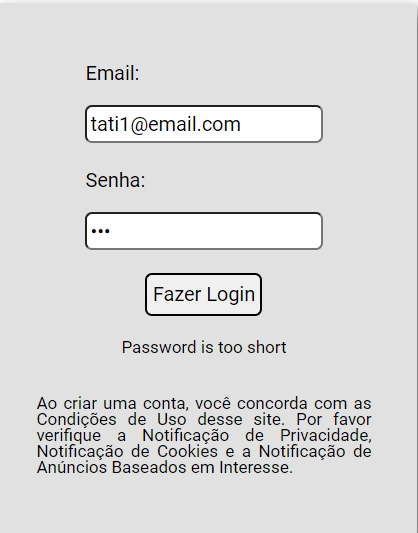 Email:
tati1@email.com
Senha:
•••
Fazer Login
Password is too short
Ao criar uma conta, você concorda com as
Condições de Uso desse site. Por favor
verifique a Notificação de Privacidade,
Notificação de Cookies e a Notificação de
Anúncios Baseados em Interesse.